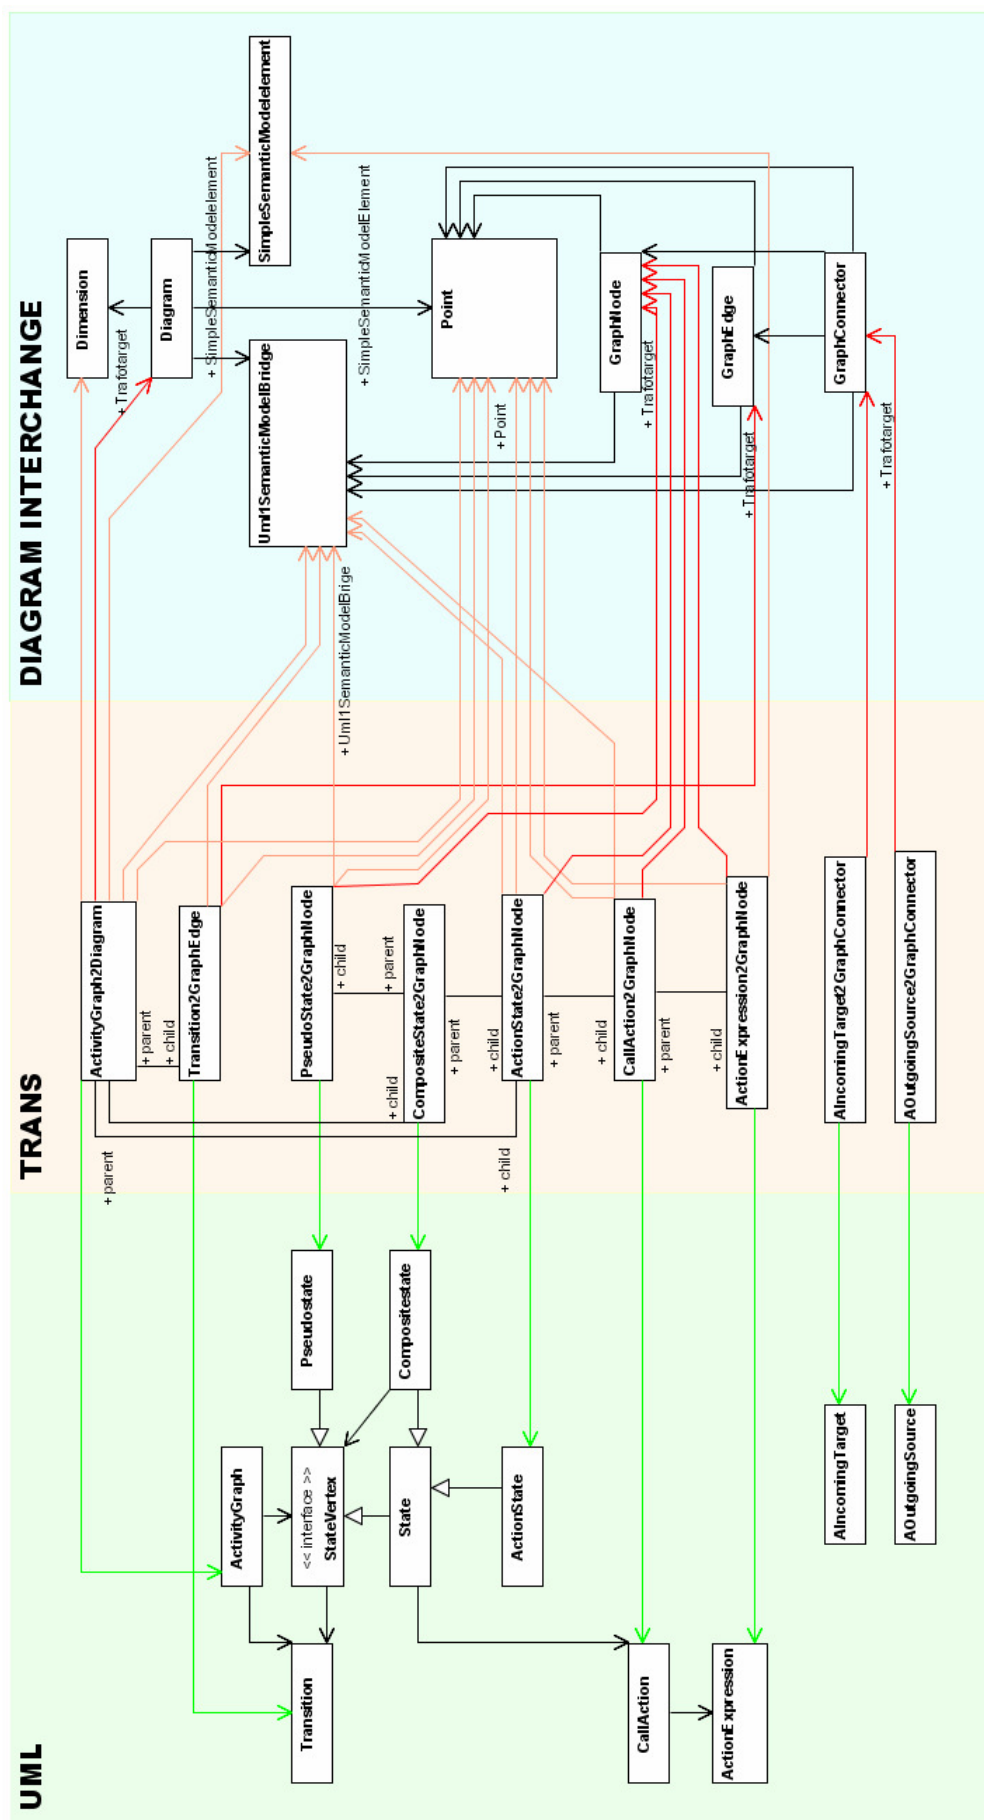 UML
TRANS
DIAGRAM INTERCHANGE
Transition
ActivityGraph
<< interface >>
StateVertex
Pseudostate
Compositestate
State
ActionState
CallAction
ActionExpression
AIncomingTarget
AOutgoingSource
ActivityGraph2Diagram
+ parent
+ parent
+ child
Transition2GraphEdge
PseudoState2GraphNode
+ child
+ parent
+ child
CompositeState2GraphNode
+ parent
+ child
+ child
ActionState2GraphNode
+ parent
+ child
CallAction2GraphNode
+ parent
+ child
ActionExpression2GraphNode
AIncomingTarget2GraphConnector
AOutgoingSource2GraphConnector
Dimension
+ Trafotarget
Diagram
+ SimpleSemanticModelelement
SimpleSemanticModelelement
Uml1SemanticModelBridge
+ Uml1SemanticModelBrige
+ SimpleSemanticModelElement
Point
+ Point
GraphNode
+ Trafotarget
GraphEdge
+ Trafotarget
GraphConnector
+ Trafotarget